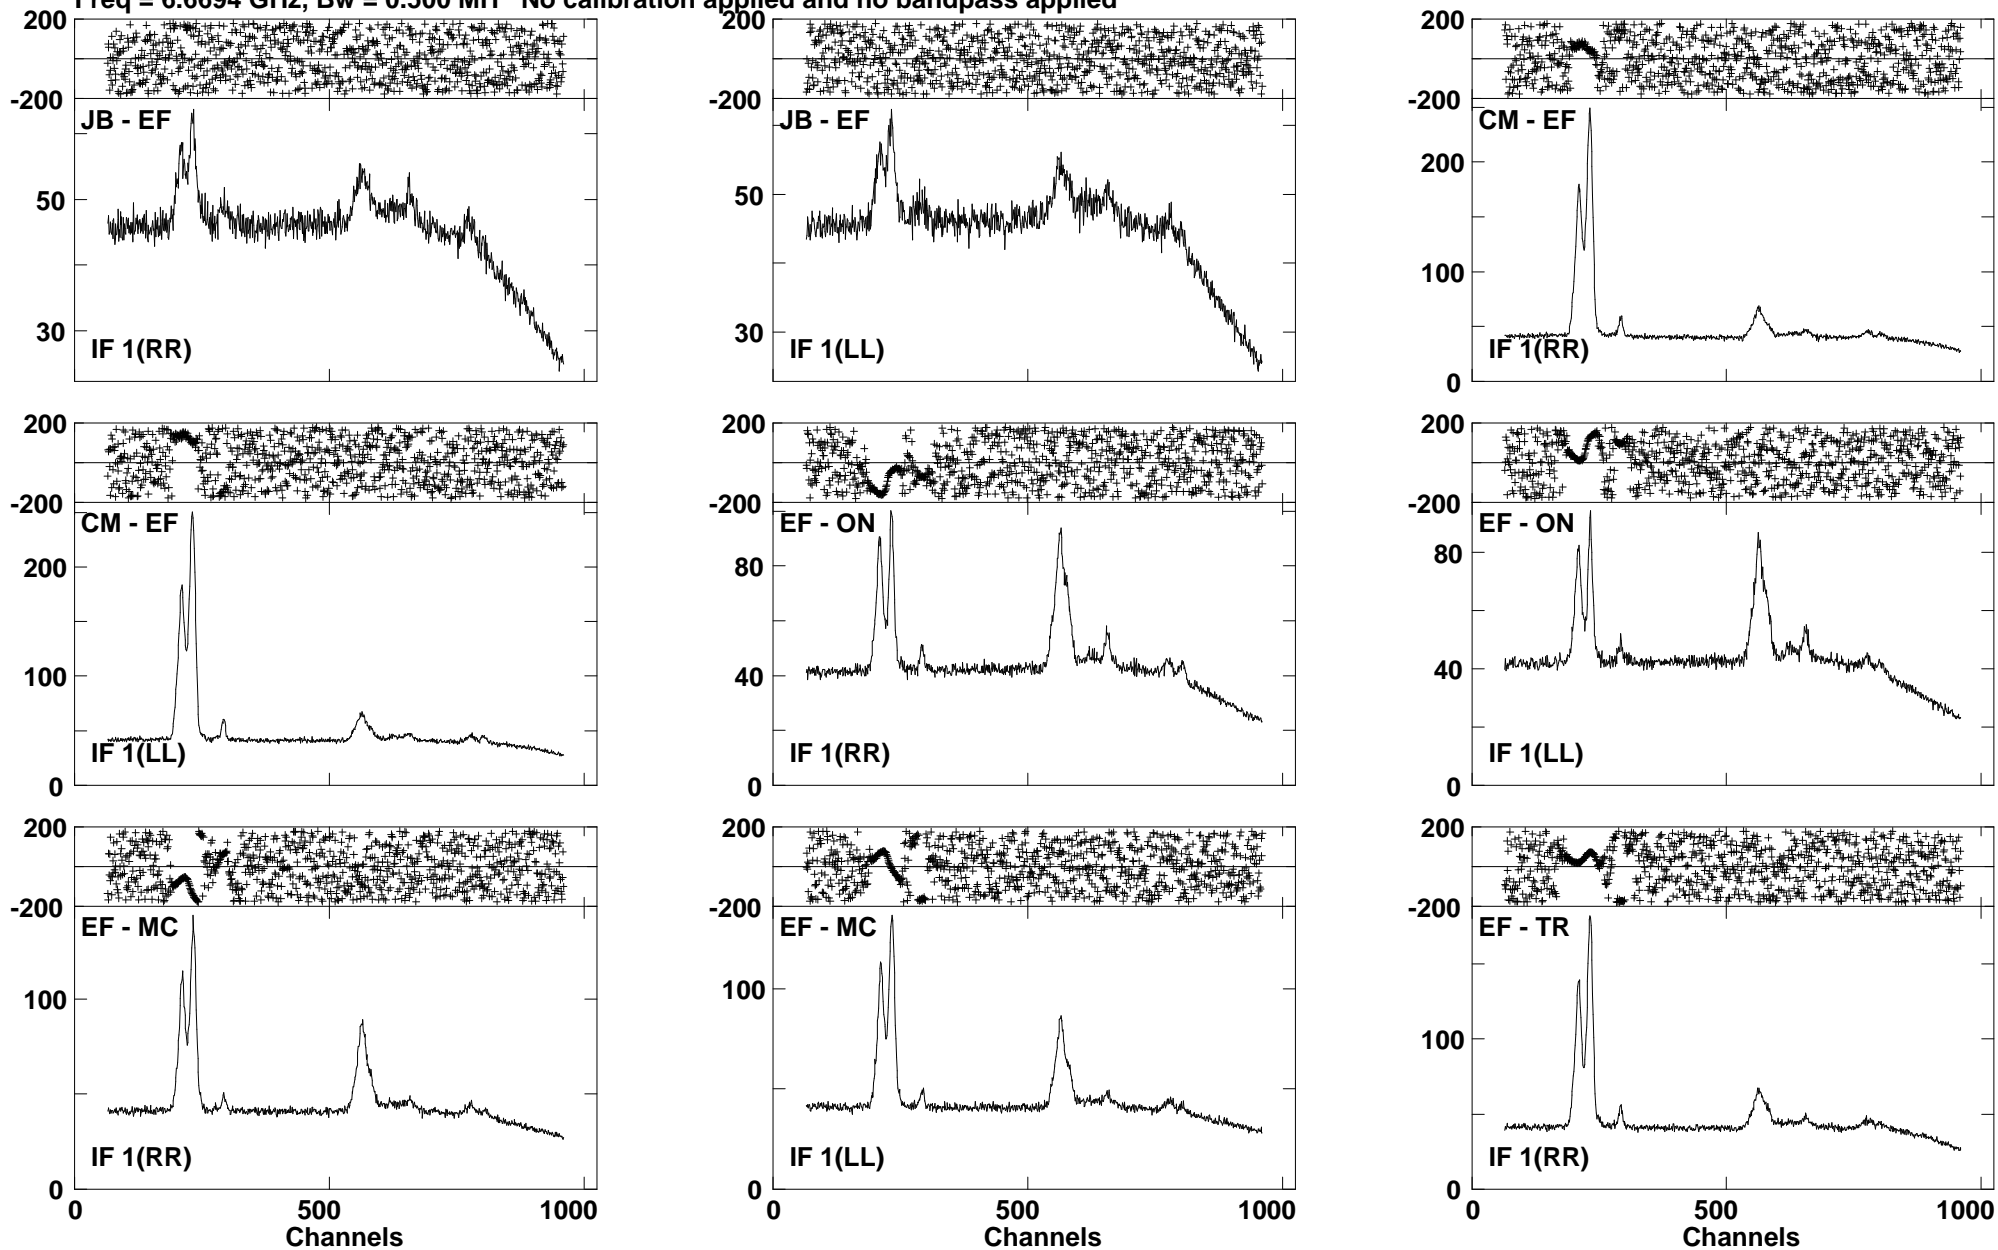 Freq = 6.6694 GHz, Bw = 0.500 MH No calibration applied and no bandpass applied
200 200 200
-200 -200 -200
JB - EF JB - EF CM - EF
50 50 200
100
30 30
IF 1(RR) IF 1(LL) IF 1(RR)
0
200 200 200
-200 -200 -200
CM - EF EF - ON EF - ON
200 80 80
100 40 40
IF 1(LL) IF 1(RR) IF 1(LL)
0 0 0
200 200 200
-200 -200 -200
EF - MC EF - MC EF - TR
100 100 100
IF 1(RR) IF 1(LL) IF 1(RR)
0 0 0
0 500 1000 0 500 1000 0 500 1000
Channels Channels Channels